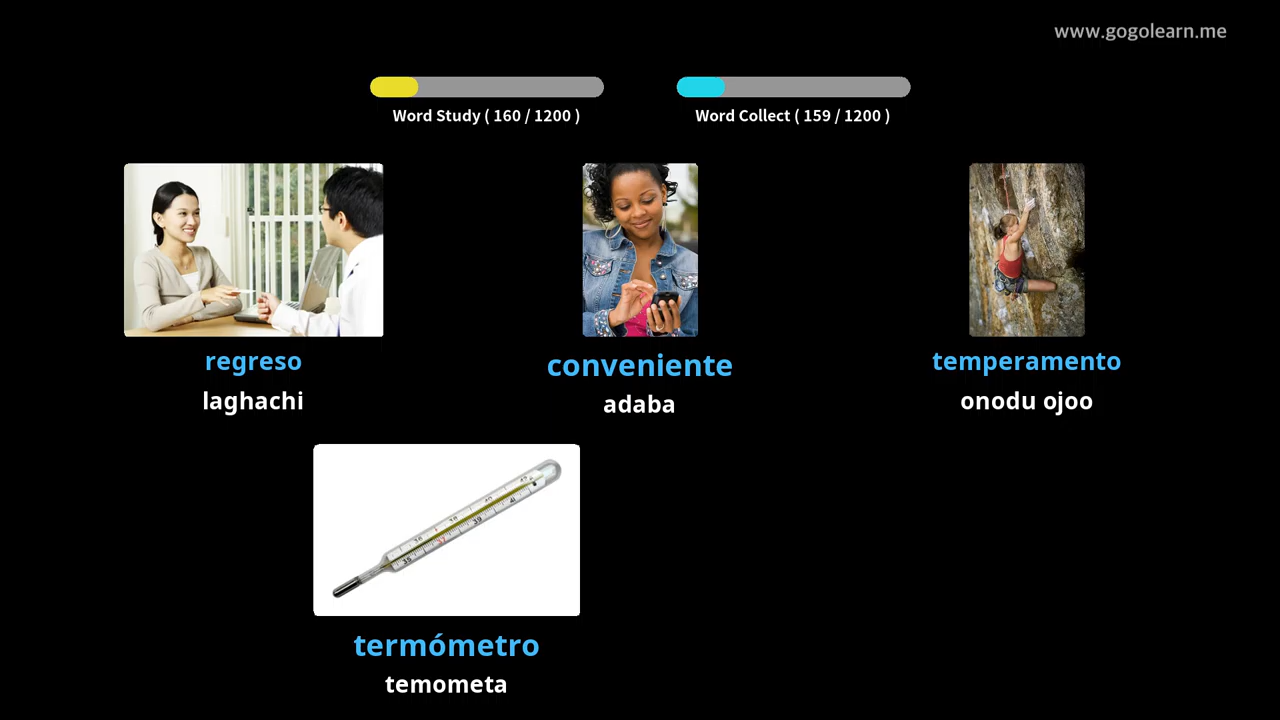 www.gogolearn.me
Word Study ( 160 / 1200 )
Word Collect ( 159 / 1200 )
regreso
laghachi
conveniente
adaba
temperamento
onodu ojoo
termómetro
temometa